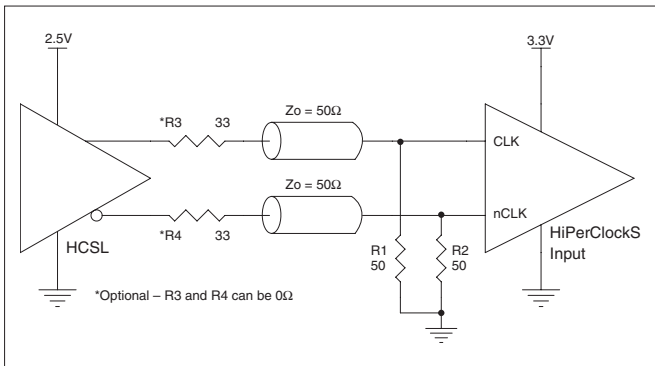 2.5V
3.3V
*R3 33
Zo = 50Ω
CLK
Zo = 50Ω
nCLK
HCSL
*R4 33
R1
50
R2
50
HiPerClockS
Input
*Optional – R3 and R4 can be 0Ω